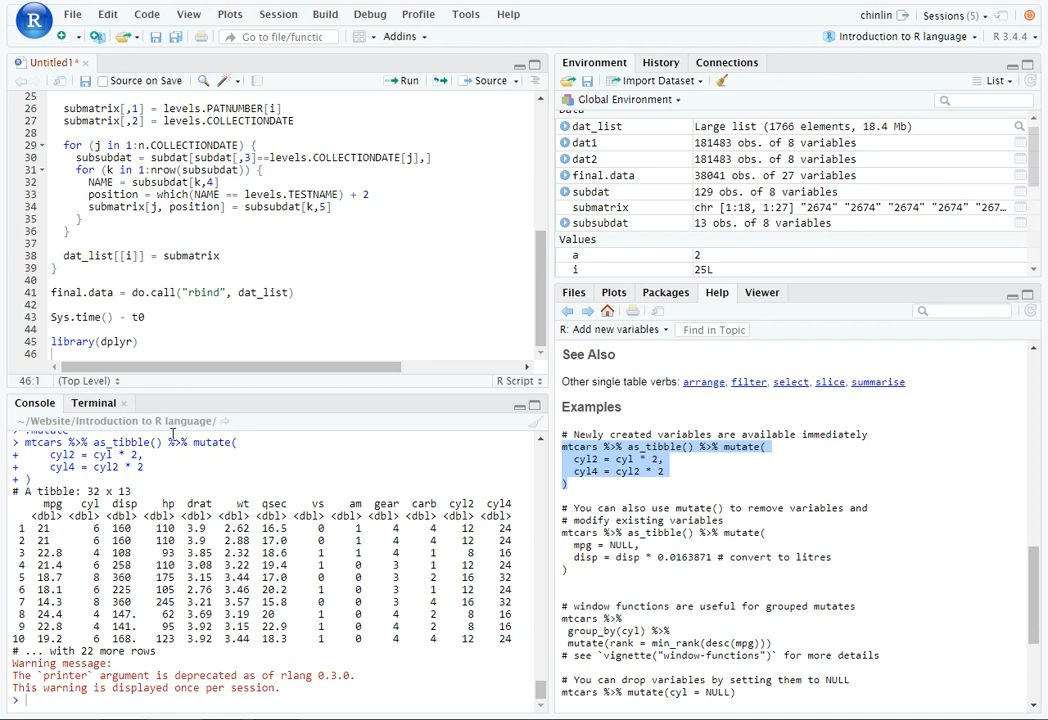 File Edit Code View Plots Session Build Debug Profile Tools Help
chinlin Sessions (5)
Go to file/functic Addins
Introduction to R language R 3.4.4
Untitled1* ×
Source on Save Run Source
25
26 submatrix[,1] = levels.PATNUMBER[i]
27 submatrix[,2] = levels.COLLECTIONDATE
28
29 for (j in 1:n.COLLECTIONDATE) {
30 subsubdat = subdat[subdat[,3]==levels.COLLECTIONDATE[j],]
31 for (k in 1:nrow(subsubdat)) {
32 NAME = subsubdat[k,4]
33 position = which(NAME == levels.TESTNAME) + 2
34 submatrix[j, position] = subsubdat[k,5]
35 }
36 }
37
38 dat_list[[i]] = submatrix
39 }
40
41 final.data = do.call("rbind", dat_list)
42
43 Sys.time() - t0
44
45 library(dplyr)
46
46:1 (Top Level) R Script
Console Terminal ×
~/Website/Introduction to R language/
> ?mutate
> mtcars %>% as_tibble() %>% mutate(
+ cyl2 = cyl * 2,
+ cyl4 = cyl2 * 2
+ )
# A tibble: 32 x 13
mpg cyl disp hp drat wt qsec vs am gear carb cyl2 cyl4
<dbl> <dbl> <dbl> <dbl> <dbl> <dbl> <dbl> <dbl> <dbl> <dbl> <dbl> <dbl> <dbl>
1 21 6 160 110 3.9 2.62 16.5 0 1 4 4 12 24
2 21 6 160 110 3.9 2.88 17.0 0 1 4 4 12 24
3 22.8 4 108 93 3.85 2.32 18.6 1 1 4 1 8 16
4 21.4 6 258 110 3.08 3.22 19.4 1 0 3 1 12 24
5 18.7 8 360 175 3.15 3.44 17.0 0 0 3 2 16 32
6 18.1 6 225 105 2.76 3.46 20.2 1 0 3 1 12 24
7 14.3 8 360 245 3.21 3.57 15.8 0 0 3 4 16 32
8 24.4 4 147. 62 3.69 3.19 20 1 0 4 2 8 16
9 22.8 4 141. 95 3.92 3.15 22.9 1 0 4 2 8 16
10 19.2 6 168. 123 3.92 3.44 18.3 1 0 4 4 12 24
# ... with 22 more rows
Warning message:
The `printer` argument is deprecated as of rlang 0.3.0.
This warning is displayed once per session.
>
Environment History Connections
Import Dataset List
Global Environment
Data
dat_list Large list (1766 elements, 18.4 Mb)
dat1 181483 obs. of 8 variables
dat2 181483 obs. of 8 variables
final.data 38041 obs. of 27 variables
subdat 129 obs. of 8 variables
submatrix chr [1:18, 1:27] "2674" "2674" "2674" "2674" "267...
subsubdat 13 obs. of 8 variables
Values
a 2
i 25L
Files Plots Packages Help Viewer
R: Add new variables Find in Topic
See Also
Other single table verbs: arrange, filter, select, slice, summarise
Examples
# Newly created variables are available immediately
mtcars %>% as_tibble() %>% mutate(
cyl2 = cyl * 2,
cyl4 = cyl2 * 2
)
# You can also use mutate() to remove variables and
# modify existing variables
mtcars %>% as_tibble() %>% mutate(
mpg = NULL,
disp = disp * 0.0163871 # convert to litres
)
# window functions are useful for grouped mutates
mtcars %>%
group_by(cyl) %>%
mutate(rank = min_rank(desc(mpg)))
# see `vignette("window-functions")` for more details
# You can drop variables by setting them to NULL
mtcars %>% mutate(cyl = NULL)